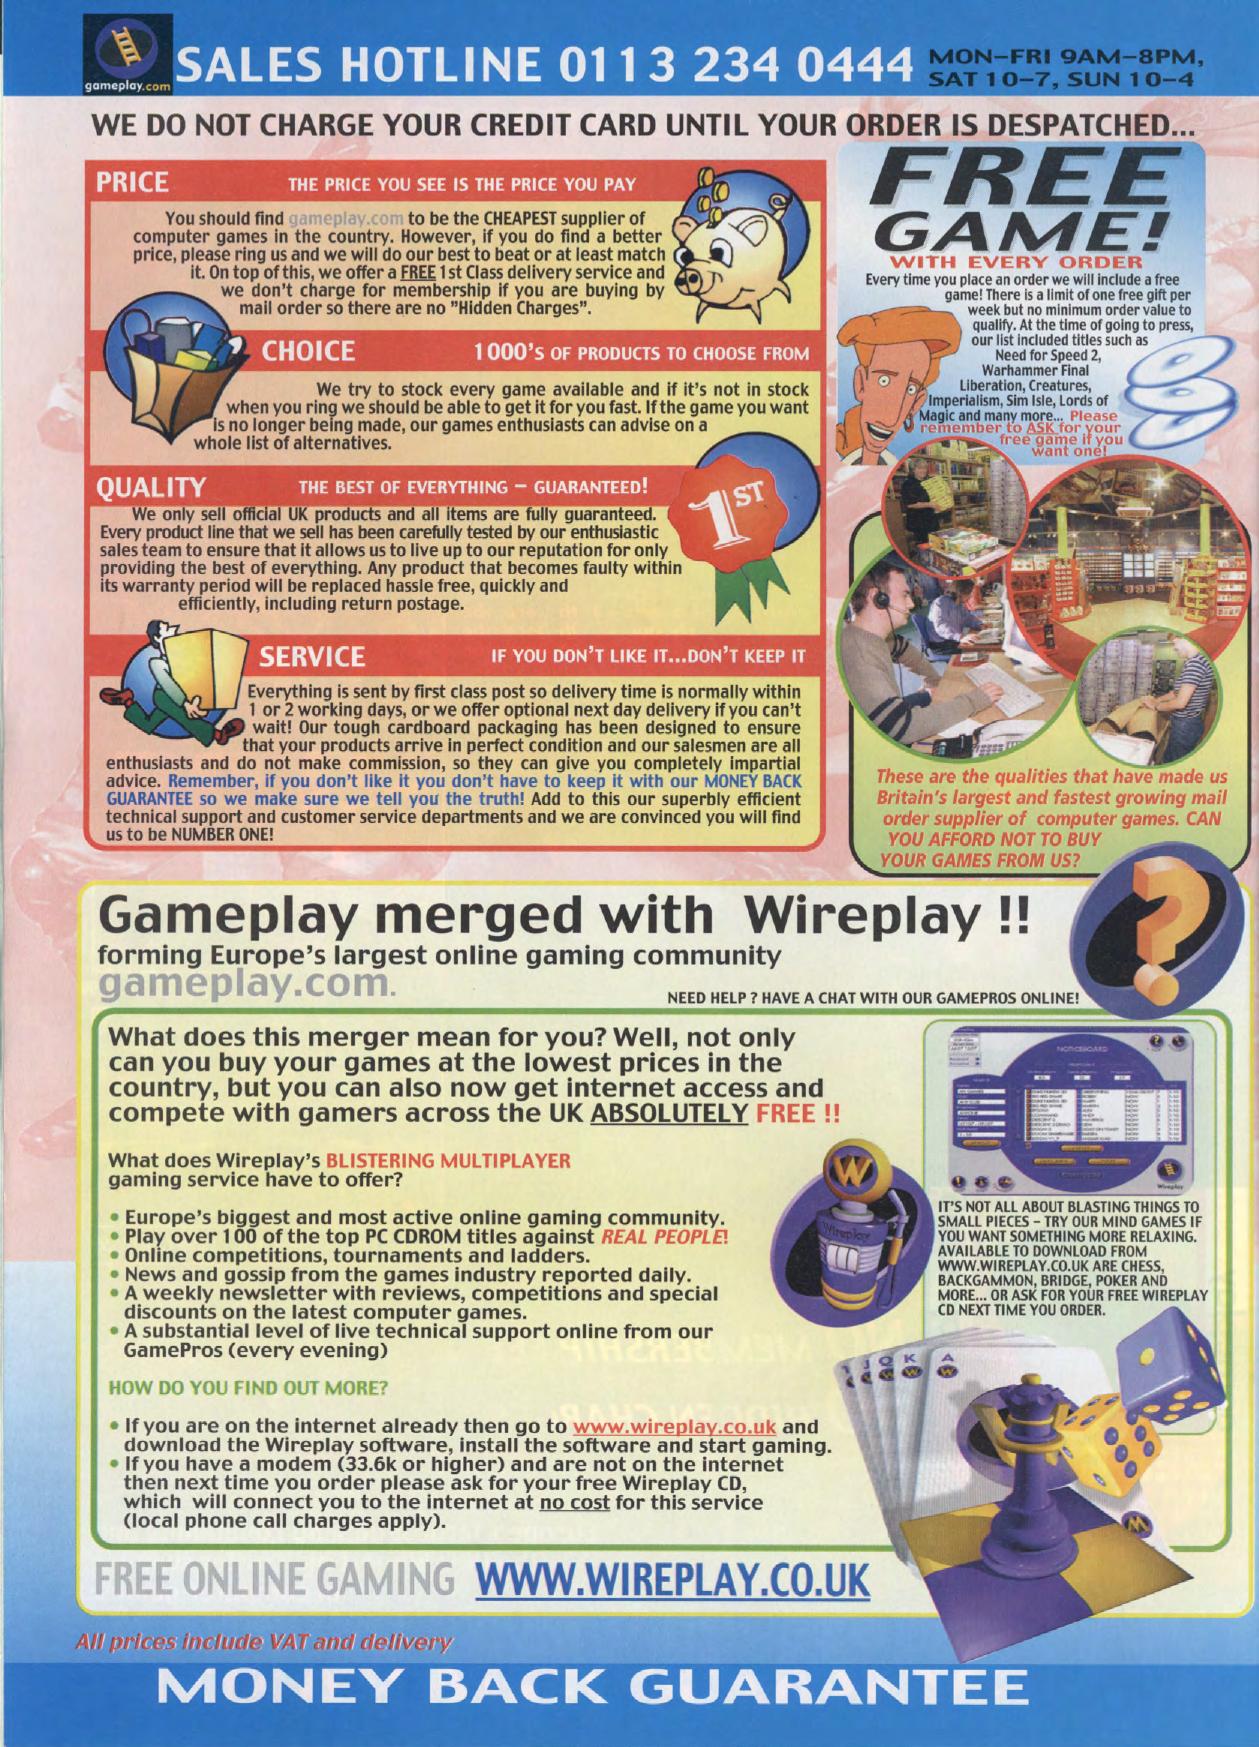 gameplay.com
SALES HOTLINE 0113 234 0444
MON–FRI 9AM–8PM,
SAT 10–7, SUN 10–4
WE DO NOT CHARGE YOUR CREDIT CARD UNTIL YOUR ORDER IS DESPATCHED...
PRICE THE PRICE YOU SEE IS THE PRICE YOU PAY
You should find gameplay.com to be the CHEAPEST supplier of
computer games in the country. However, if you do find a better
price, please ring us and we will do our best to beat or at least match
it. On top of this, we offer a FREE 1st Class delivery service and
we don't charge for membership if you are buying by
mail order so there are no "Hidden Charges".
CHOICE 1000'S OF PRODUCTS TO CHOOSE FROM
We try to stock every game available and if it's not in stock
when you ring we should be able to get it for you fast. If the game you want
is no longer being made, our games enthusiasts can advise on a
whole list of alternatives.
QUALITY THE BEST OF EVERYTHING – GUARANTEED!
1ST
We only sell official UK products and all items are fully guaranteed.
Every product line that we sell has been carefully tested by our enthusiastic
sales team to ensure that it allows us to live up to our reputation for only
providing the best of everything. Any product that becomes faulty within
its warranty period will be replaced hassle free, quickly and
efficiently, including return postage.
SERVICE IF YOU DON'T LIKE IT...DON'T KEEP IT
Everything is sent by first class post so delivery time is normally within
1 or 2 working days, or we offer optional next day delivery if you can't
wait! Our tough cardboard packaging has been designed to ensure
that your products arrive in perfect condition and our salesmen are all
enthusiasts and do not make commission, so they can give you completely impartial
advice. Remember, if you don't like it you don't have to keep it with our MONEY BACK
GUARANTEE so we make sure we tell you the truth! Add to this our superbly efficient
technical support and customer service departments and we are convinced you will find
us to be NUMBER ONE!
FREE
GAME!
WITH EVERY ORDER
Every time you place an order we will include a free
game! There is a limit of one free gift per
week but no minimum order value to
qualify. At the time of going to press,
our list included titles such as
Need for Speed 2,
Warhammer Final
Liberation, Creatures,
Imperialism, Sim Isle, Lords of
Magic and many more... Please
remember to ASK for your
free game if you
want one!
These are the qualities that have made us
Britain's largest and fastest growing mail
order supplier of computer games. CAN
YOU AFFORD NOT TO BUY
YOUR GAMES FROM US?
Gameplay merged with Wireplay !!
forming Europe's largest online gaming community
gameplay.com.
NEED HELP ? HAVE A CHAT WITH OUR GAMEPROS ONLINE!
What does this merger mean for you? Well, not only
can you buy your games at the lowest prices in the
country, but you can also now get internet access and
compete with gamers across the UK ABSOLUTELY FREE !!
What does Wireplay's BLISTERING MULTIPLAYER
gaming service have to offer?
• Europe's biggest and most active online gaming community.
• Play over 100 of the top PC CDROM titles against REAL PEOPLE!
• Online competitions, tournaments and ladders.
• News and gossip from the games industry reported daily.
• A weekly newsletter with reviews, competitions and special
discounts on the latest computer games.
• A substantial level of live technical support online from our
GamePros (every evening)
HOW DO YOU FIND OUT MORE?
• If you are on the internet already then go to www.wireplay.co.uk and
download the Wireplay software, install the software and start gaming.
• If you have a modem (33.6k or higher) and are not on the internet
then next time you order please ask for your free Wireplay CD,
which will connect you to the internet at no cost for this service
(local phone call charges apply).
NOTICEBOARD
Wireplay
W
Wireplay
IT'S NOT ALL ABOUT BLASTING THINGS TO
SMALL PIECES – TRY OUR MIND GAMES IF
YOU WANT SOMETHING MORE RELAXING.
AVAILABLE TO DOWNLOAD FROM
WWW.WIREPLAY.CO.UK ARE CHESS,
BACKGAMMON, BRIDGE, POKER AND
MORE... OR ASK FOR YOUR FREE WIREPLAY
CD NEXT TIME YOU ORDER.
J Q K A
FREE ONLINE GAMING WWW.WIREPLAY.CO.UK
All prices include VAT and delivery
MONEY BACK GUARANTEE